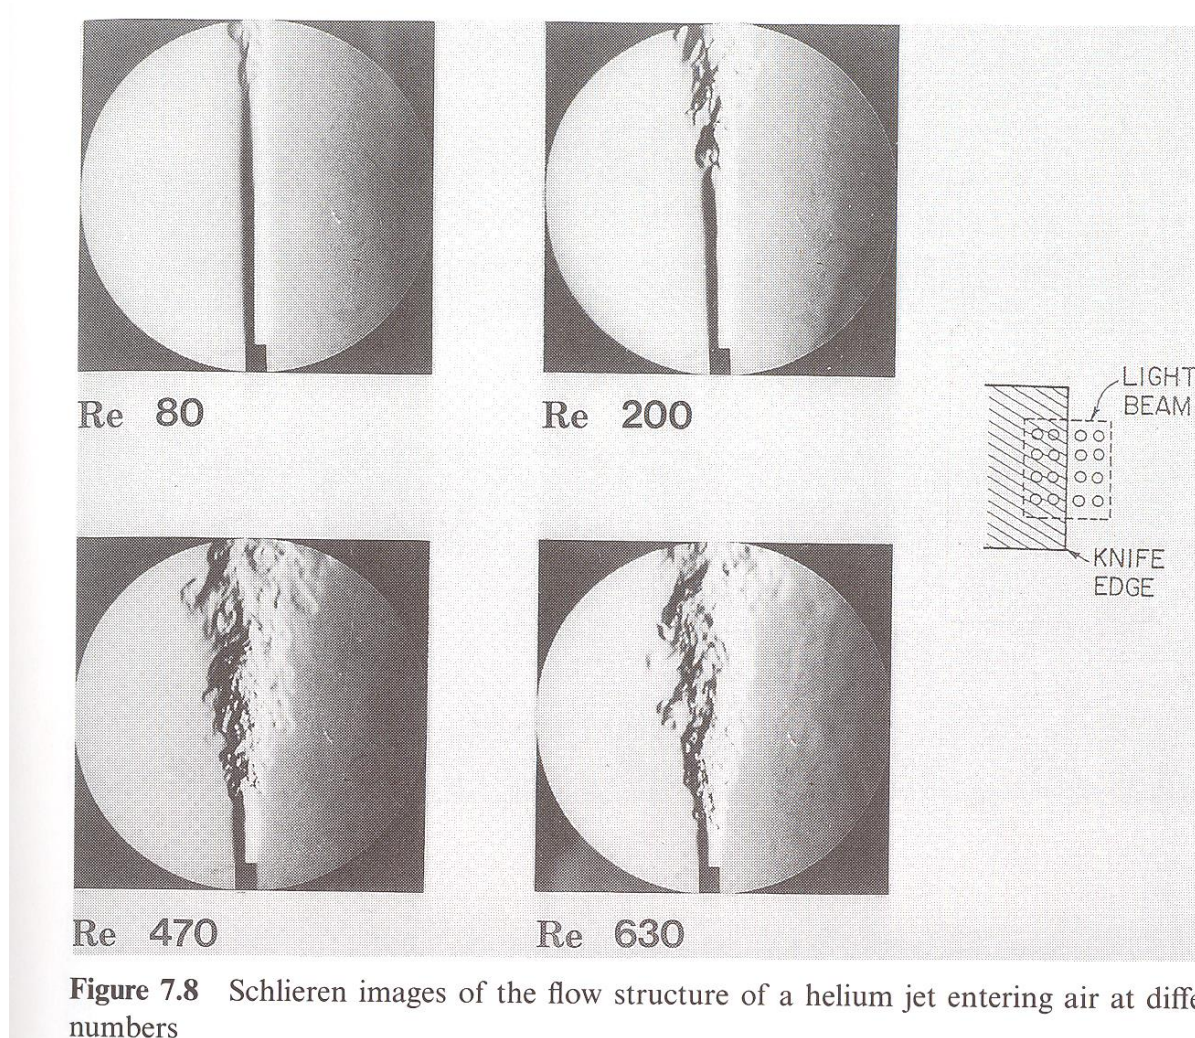 Re 80
Re 200
LIGHT
BEAM
KNIFE
EDGE
Re 470
Re 630
Figure 7.8 Schlieren images of the flow structure of a helium jet entering air at diffe
numbers